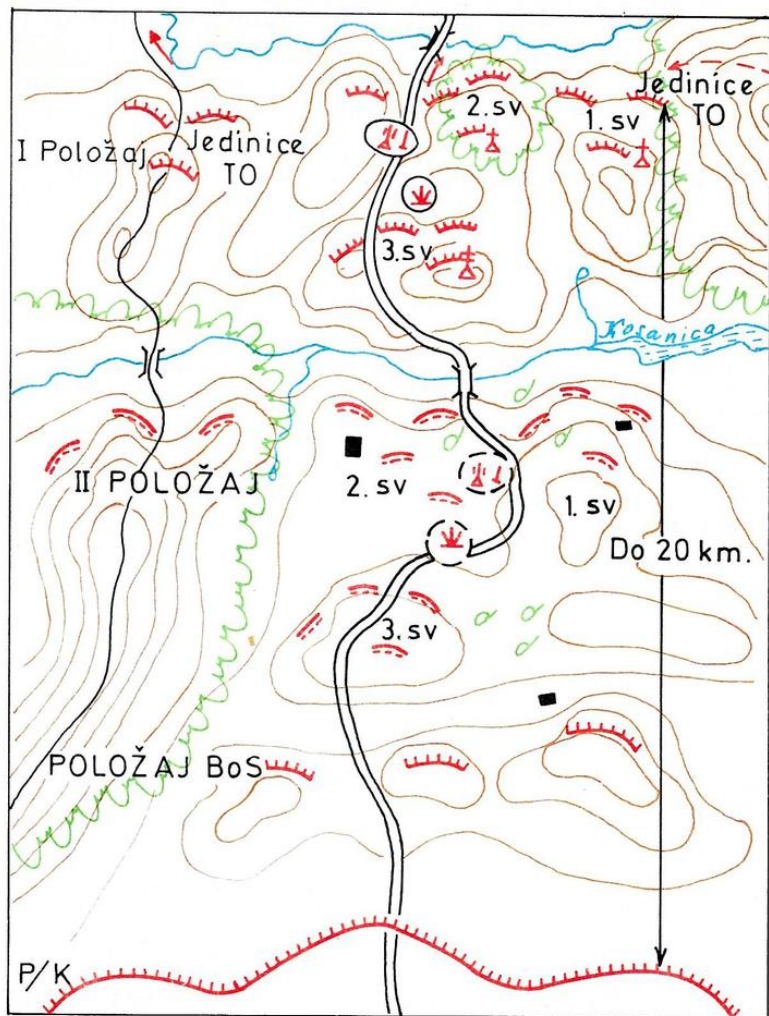 Jedinice
TO
2. sv
1. sv
I Položaj
Jedinice
TO
3. sv
Kosanica
II POLOŽAJ
2. sv
1. sv
Do 20 km.
3. sv
POLOŽAJ BoS
P/K